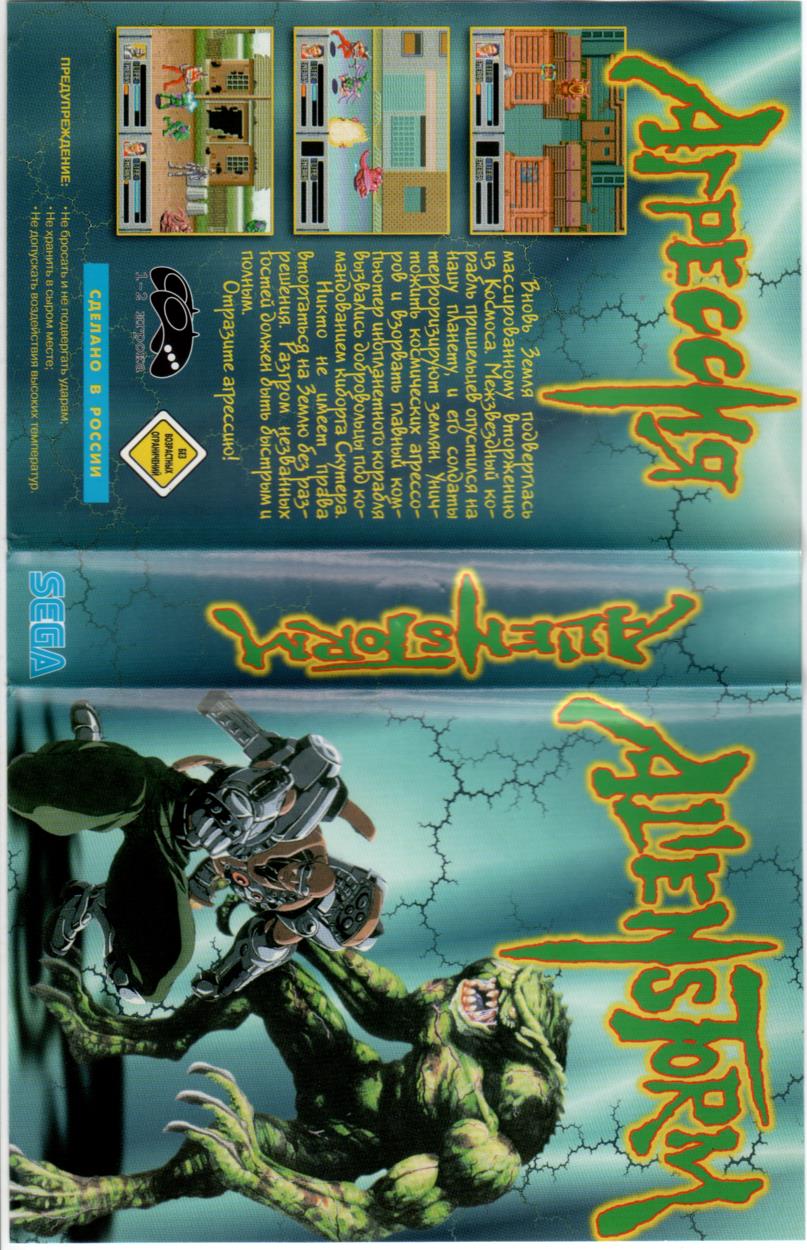 Агрессия
Вновь Земля подверглась
массированному вторжению
из Космоса. Межзвездный ко-
рабль пришельцев опустился на
нашу планету, и его солдаты
терроризируют землян. Унич-
тожить космических агрессо-
ров и взорвать главный ком-
пьютер инопланетного корабля
вызвались добровольцы под ко-
мандованием киборга Скутера.
Никто не имеет права
вторгаться на Землю без раз-
решения. Разгром незванных
гостей должен быть быстрым и
полным.
Отразите агрессию!
1-2 игрока
БЕЗ
ВОЗРАСТНЫХ
ОГРАНИЧЕНИЙ
СДЕЛАНО В РОССИИ
ПРЕДУПРЕЖДЕНИЕ:
• Не бросать и не подвергать ударам;
• Не хранить в сыром месте;
• Не допускать воздействия высоких температур.
ALIEN STORM
SEGA
ALIEN STORM